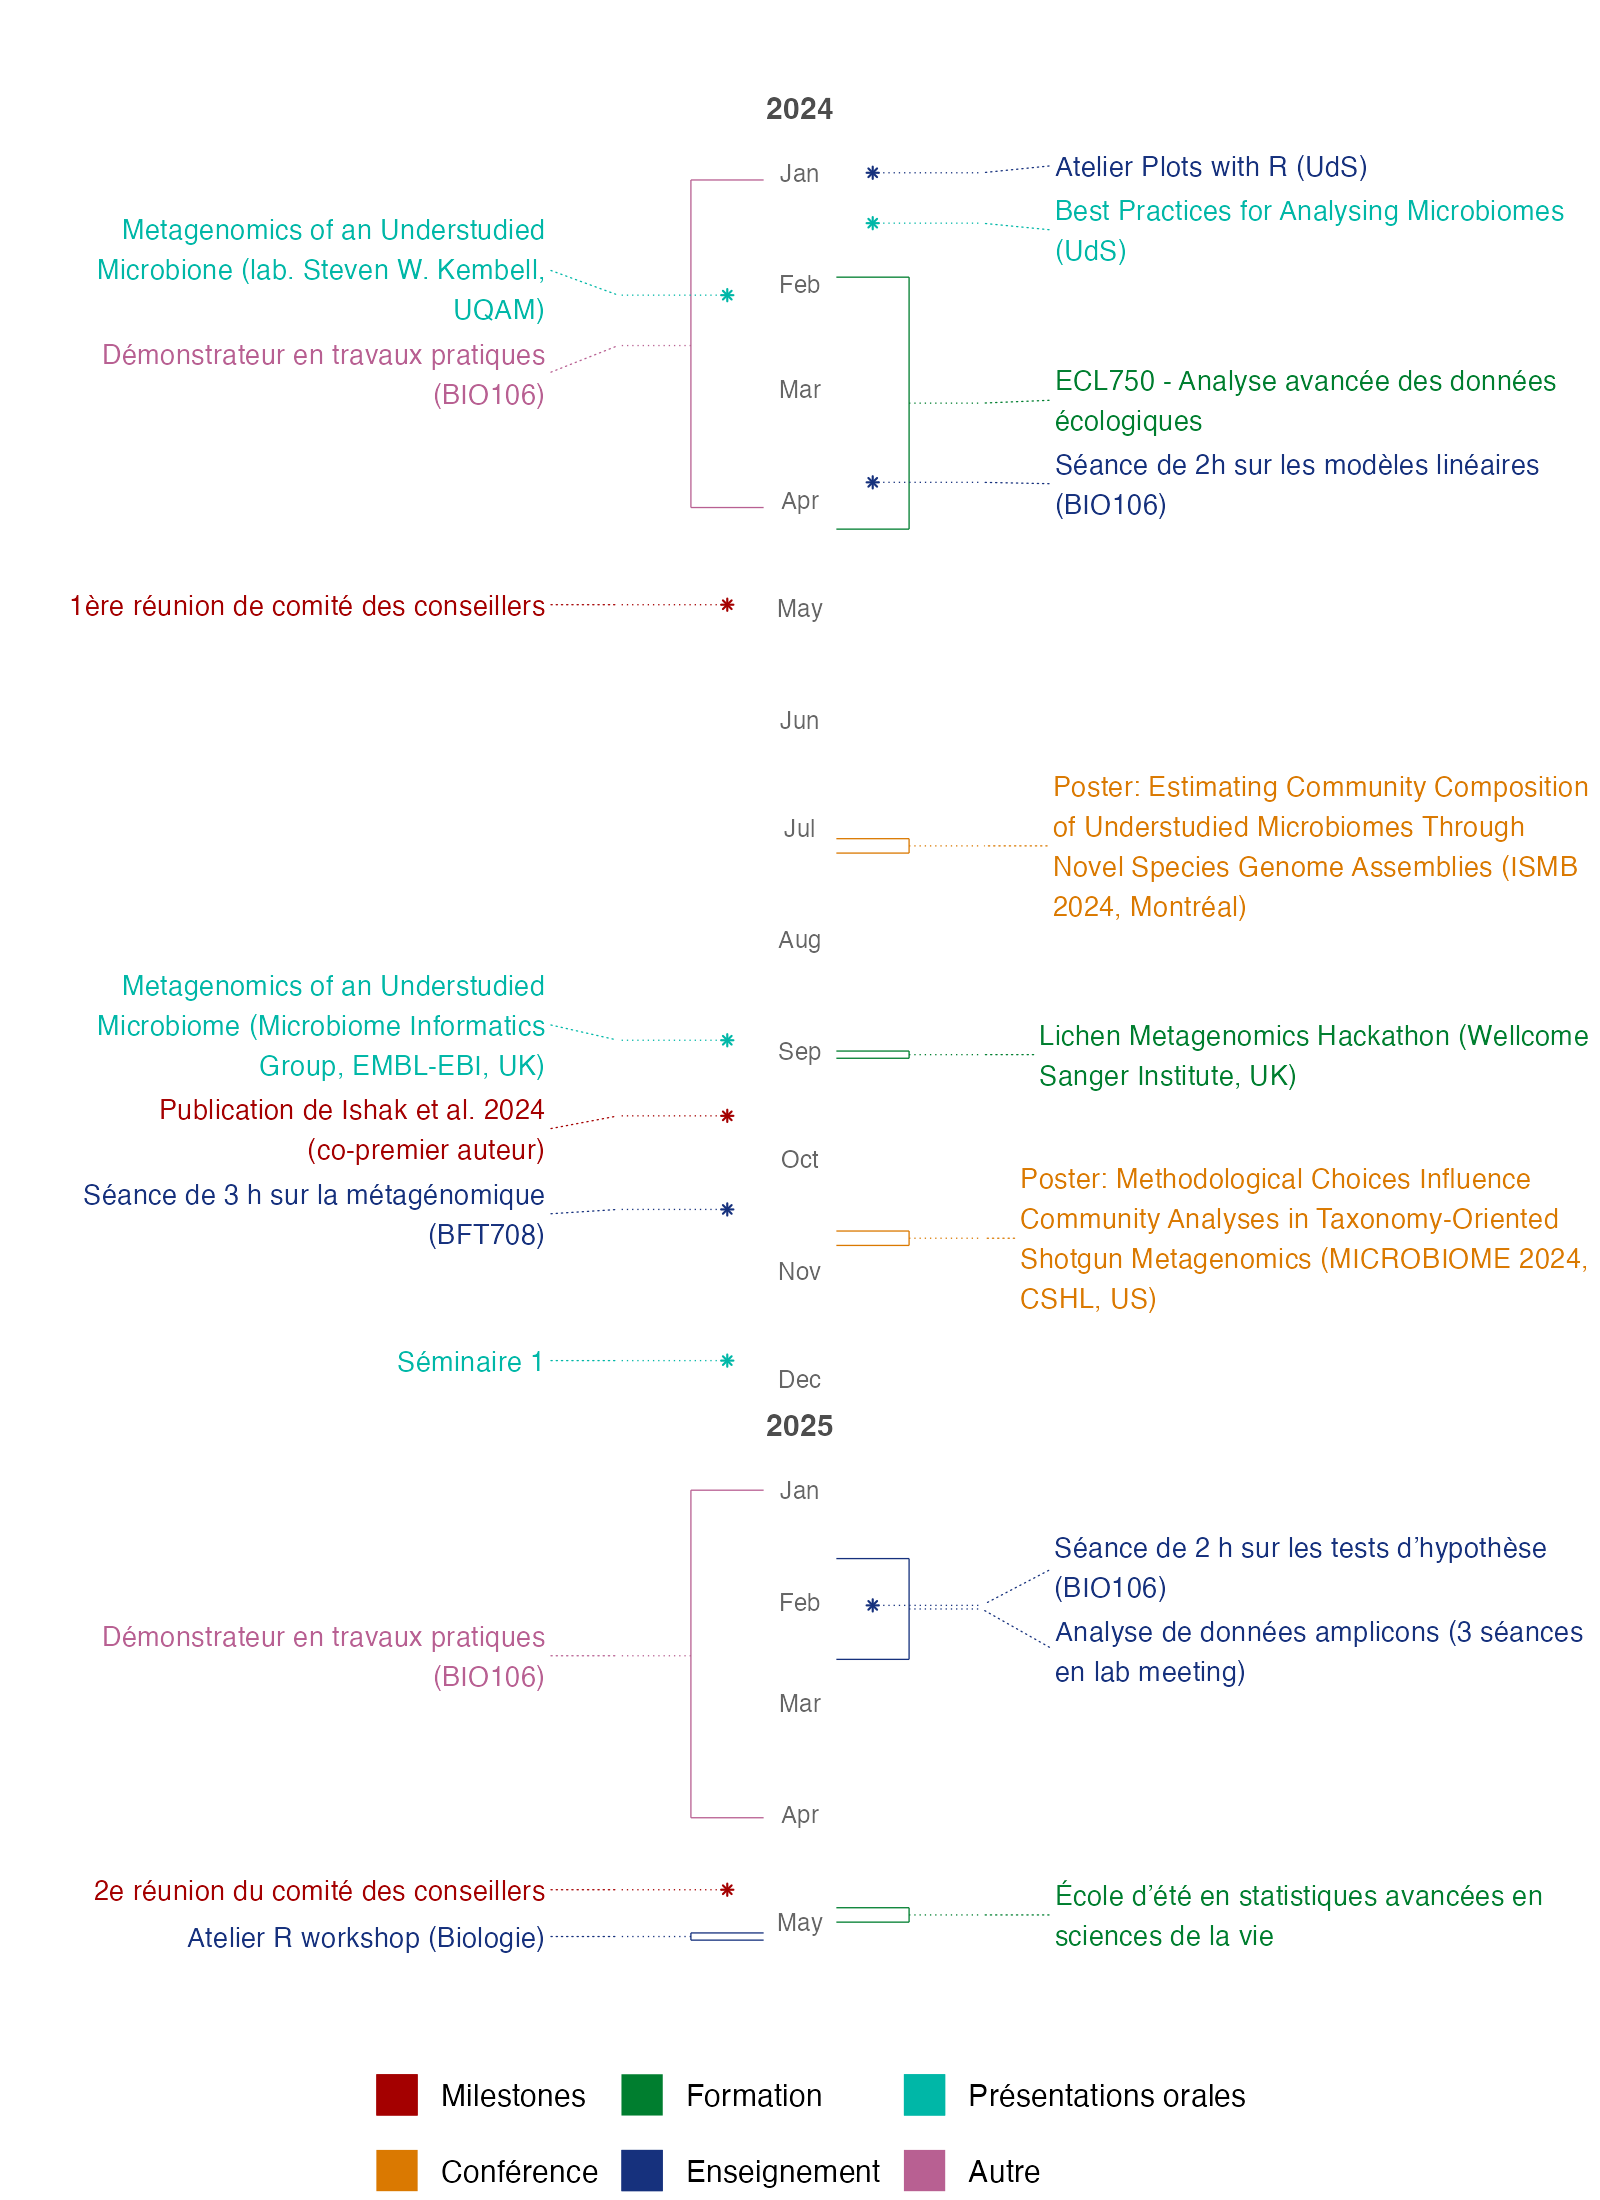 2024
Jan
Atelier Plots with R (UdS)
Best Practices for Analysing Microbiomes
(UdS)
Metagenomics of an Understudied
Microbione (lab. Steven W. Kembell,
UQAM)
Feb
Démonstrateur en travaux pratiques
(BIO106)
Mar
ECL750 - Analyse avancée des données
écologiques
Séance de 2h sur les modèles linéaires
(BIO106)
Apr
1ère réunion de comité des conseillers
May
Jun
Poster: Estimating Community Composition
of Understudied Microbiomes Through
Novel Species Genome Assemblies (ISMB
2024, Montréal)
Jul
Aug
Metagenomics of an Understudied
Microbiome (Microbiome Informatics
Group, EMBL-EBI, UK)
Sep
Lichen Metagenomics Hackathon (Wellcome
Sanger Institute, UK)
Publication de Ishak et al. 2024
(co-premier auteur)
Oct
Séance de 3 h sur la métagénomique
(BFT708)
Poster: Methodological Choices Influence
Community Analyses in Taxonomy-Oriented
Shotgun Metagenomics (MICROBIOME 2024,
CSHL, US)
Nov
Séminaire 1
Dec
2025
Jan
Séance de 2 h sur les tests d’hypothèse
(BIO106)
Feb
Analyse de données amplicons (3 séances
en lab meeting)
Démonstrateur en travaux pratiques
(BIO106)
Mar
Apr
2e réunion du comité des conseillers
Atelier R workshop (Biologie)
May
École d’été en statistiques avancées en
sciences de la vie
Milestones
Formation
Présentations orales
Conférence
Enseignement
Autre